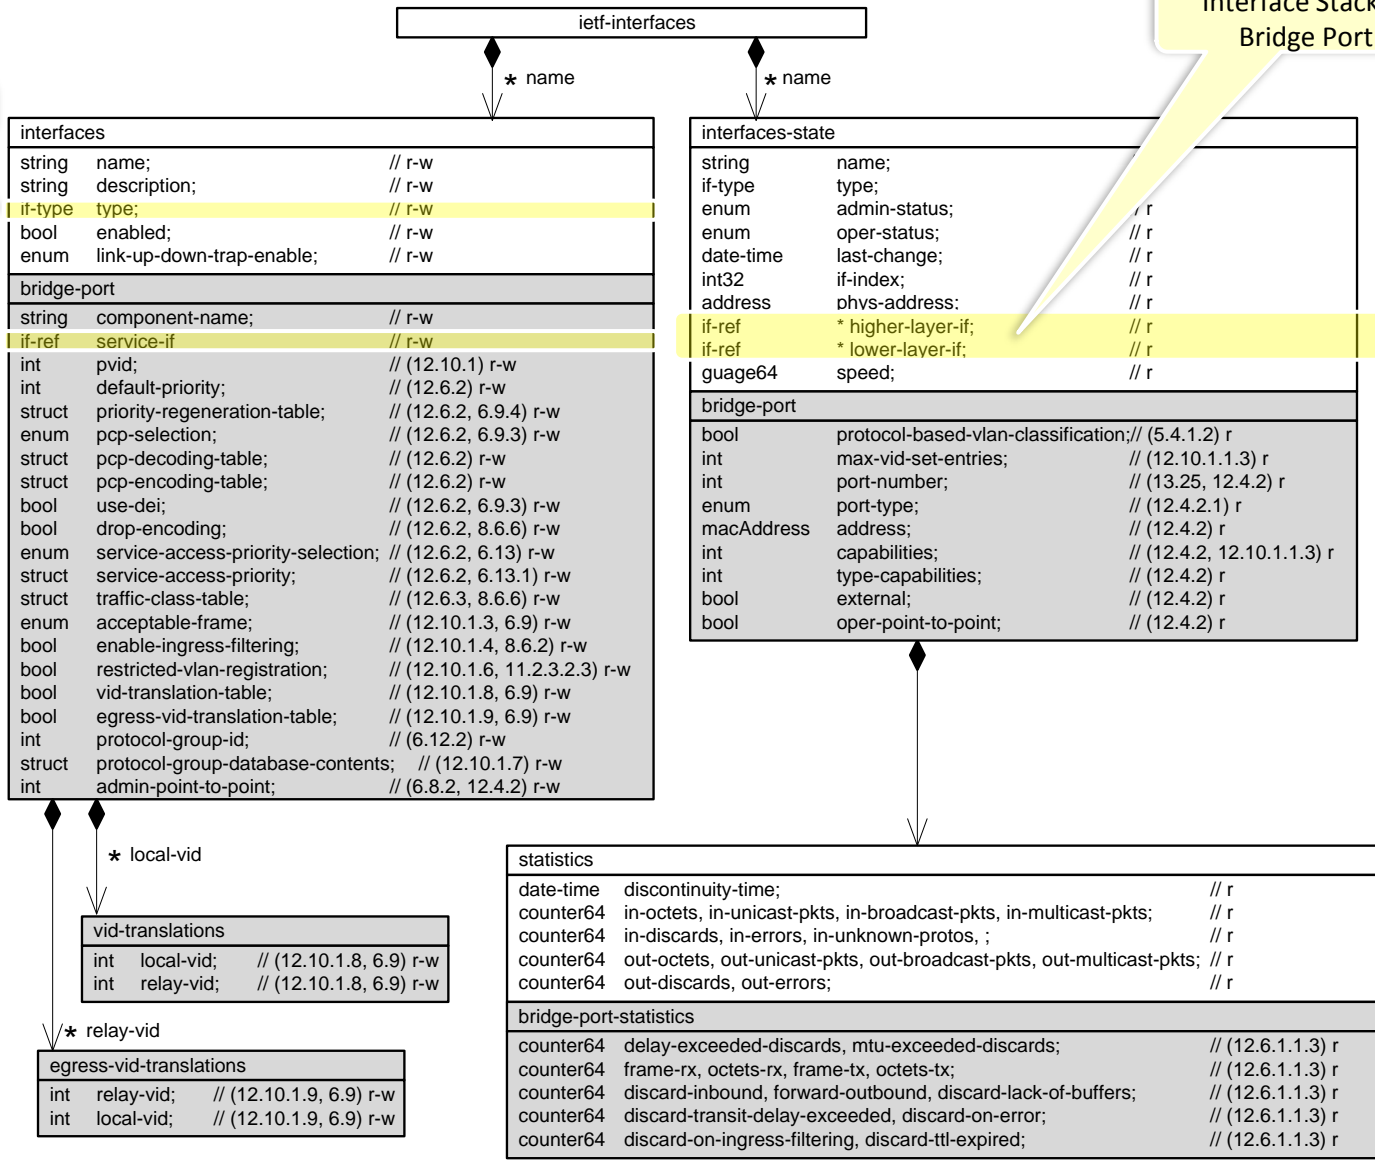 Interface Stack
Bridge Port
ietf-interfaces
* name
* name
interfaces
string name; // r-w
string description; // r-w
if-type type; // r-w
bool enabled; // r-w
enum link-up-down-trap-enable; // r-w
bridge-port
string component-name; // r-w
if-ref service-if // r-w
int pvid; // (12.10.1) r-w
int default-priority; // (12.6.2) r-w
struct priority-regeneration-table; // (12.6.2, 6.9.4) r-w
enum pcp-selection; // (12.6.2, 6.9.3) r-w
struct pcp-decoding-table; // (12.6.2) r-w
struct pcp-encoding-table; // (12.6.2) r-w
bool use-dei; // (12.6.2, 6.9.3) r-w
bool drop-encoding; // (12.6.2, 8.6.6) r-w
enum service-access-priority-selection; // (12.6.2, 6.13) r-w
struct service-access-priority; // (12.6.2, 6.13.1) r-w
struct traffic-class-table; // (12.6.3, 8.6.6) r-w
enum acceptable-frame; // (12.10.1.3, 6.9) r-w
bool enable-ingress-filtering; // (12.10.1.4, 8.6.2) r-w
bool restricted-vlan-registration; // (12.10.1.6, 11.2.3.2.3) r-w
bool vid-translation-table; // (12.10.1.8, 6.9) r-w
bool egress-vid-translation-table; // (12.10.1.9, 6.9) r-w
int protocol-group-id; // (6.12.2) r-w
struct protocol-group-database-contents; // (12.10.1.7) r-w
int admin-point-to-point; // (6.8.2, 12.4.2) r-w
interfaces-state
string name;
if-type type;
enum admin-status; // r
enum oper-status; // r
date-time last-change; // r
int32 if-index; // r
address phys-address; // r
if-ref * higher-layer-if; // r
if-ref * lower-layer-if; // r
guage64 speed; // r
bridge-port
bool protocol-based-vlan-classification;// (5.4.1.2) r
int max-vid-set-entries; // (12.10.1.1.3) r
int port-number; // (13.25, 12.4.2) r
enum port-type; // (12.4.2.1) r
macAddress address; // (12.4.2) r
int capabilities; // (12.4.2, 12.10.1.1.3) r
int type-capabilities; // (12.4.2) r
bool external; // (12.4.2) r
bool oper-point-to-point; // (12.4.2) r
* local-vid
vid-translations
int local-vid; // (12.10.1.8, 6.9) r-w
int relay-vid; // (12.10.1.8, 6.9) r-w
* relay-vid
egress-vid-translations
int relay-vid; // (12.10.1.9, 6.9) r-w
int local-vid; // (12.10.1.9, 6.9) r-w
statistics
date-time discontinuity-time; // r
counter64 in-octets, in-unicast-pkts, in-broadcast-pkts, in-multicast-pkts; // r
counter64 in-discards, in-errors, in-unknown-protos, ; // r
counter64 out-octets, out-unicast-pkts, out-broadcast-pkts, out-multicast-pkts; // r
counter64 out-discards, out-errors; // r
bridge-port-statistics
counter64 delay-exceeded-discards, mtu-exceeded-discards; // (12.6.1.1.3) r
counter64 frame-rx, octets-rx, frame-tx, octets-tx; // (12.6.1.1.3) r
counter64 discard-inbound, forward-outbound, discard-lack-of-buffers; // (12.6.1.1.3) r
counter64 discard-transit-delay-exceeded, discard-on-error; // (12.6.1.1.3) r
counter64 discard-on-ingress-filtering, discard-ttl-expired; // (12.6.1.1.3) r